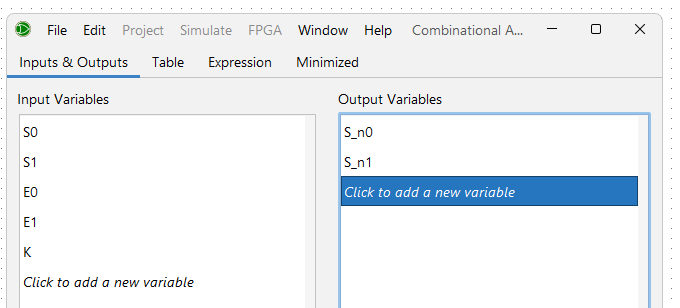 File Edit Project Simulate FPGA Window Help Combinational A...
Inputs & Outputs Table Expression Minimized
Input Variables Output Variables
S0 S_n0
S1 S_n1
E0 Click to add a new variable
E1
K
Click to add a new variable